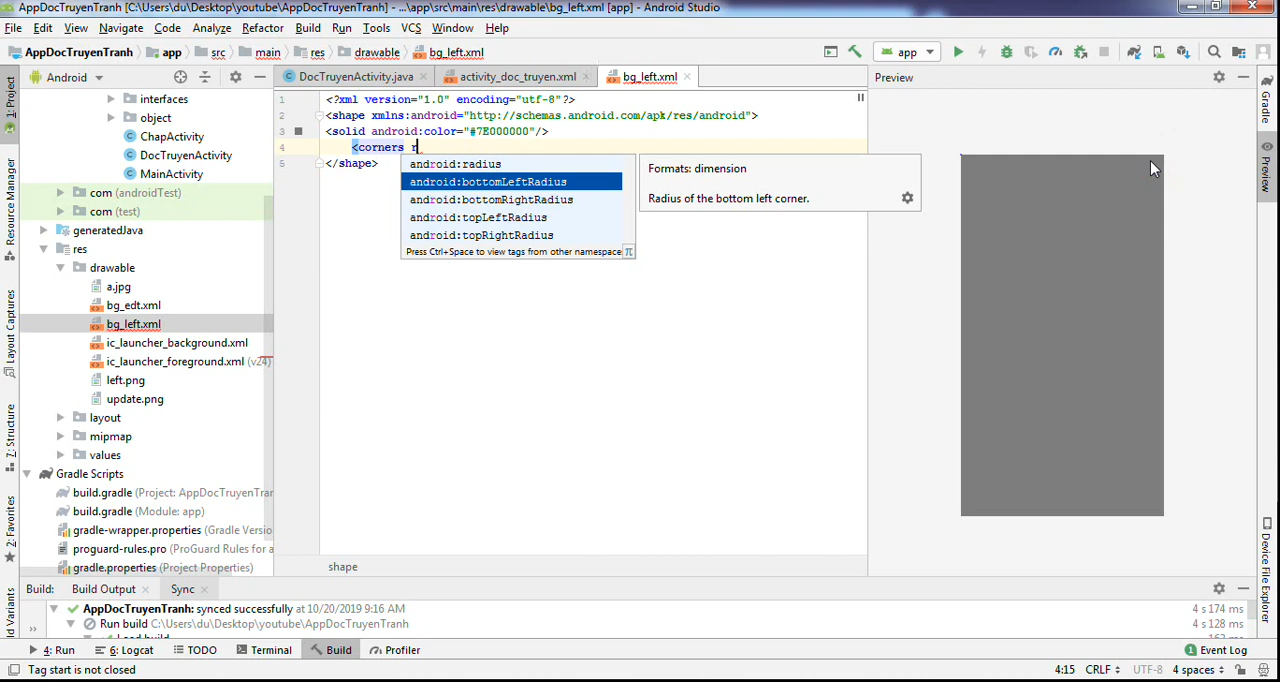 AppDocTruyenTranh [C:\Users\du\Desktop\youtube\AppDocTruyenTranh] - ...\app\src\main\res\drawable\bg_left.xml [app] - Android Studio
File Edit View Navigate Code Analyze Refactor Build Run Tools VCS Window Help
AppDocTruyenTranh app src main res drawable bg_left.xml app
Android DocTruyenActivity.java activity_doc_truyen.xml bg_left.xml Preview
interfaces
object
ChapActivity
DocTruyenActivity
MainActivity
com (androidTest)
com (test)
generatedJava
res
drawable
a.jpg
bg_edt.xml
bg_left.xml
ic_launcher_background.xml
ic_launcher_foreground.xml (v24)
left.png
update.png
layout
mipmap
values
Gradle Scripts
build.gradle (Project: AppDocTruyenTran
build.gradle (Module: app)
gradle-wrapper.properties (Gradle Versio
proguard-rules.pro (ProGuard Rules for a
gradle.properties (Project Properties)
1 <?xml version="1.0" encoding="utf-8"?>
2 <shape xmlns:android="http://schemas.android.com/apk/res/android">
3 <solid android:color="#7E000000"/>
4 <corners r
5 </shape>
android:radius
android:bottomLeftRadius
android:bottomRightRadius
android:topLeftRadius
android:topRightRadius
Press Ctrl+Space to view tags from other namespace π
Formats: dimension
Radius of the bottom left corner.
shape
1: Project
Resource Manager
Layout Captures
7: Structure
2: Favorites
ld Variants
Gradle
Preview
Device File Explorer
Build: Build Output Sync
AppDocTruyenTranh: synced successfully at 10/20/2019 9:16 AM 4 s 174 ms
Run build C:\Users\du\Desktop\youtube\AppDocTruyenTranh 4 s 128 ms
4: Run 6: Logcat TODO Terminal Build Profiler 1 Event Log
Tag start is not closed 4:15 CRLF UTF-8 4 spaces